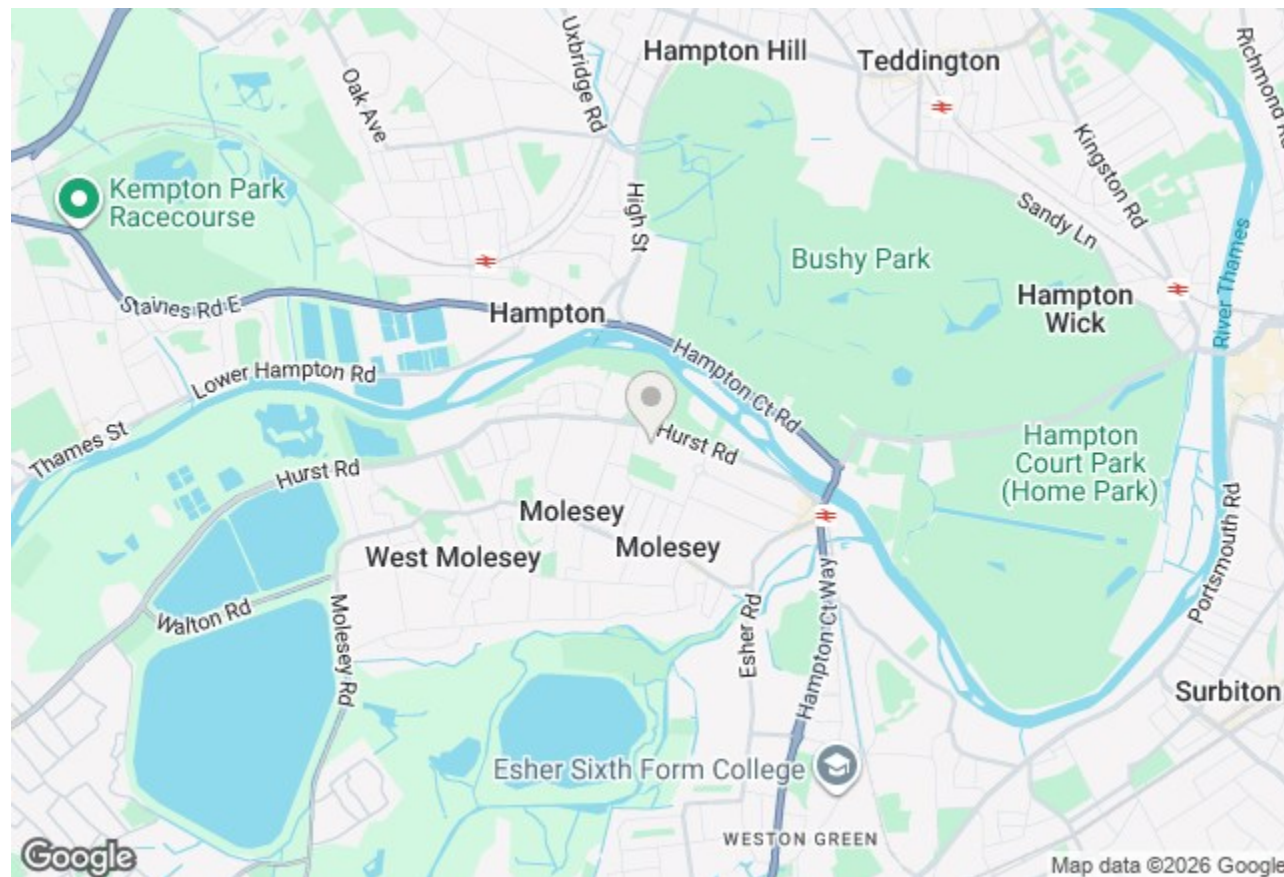 Hampton Hill
Teddington
Richmond Rd
Uxbridge Rd
Oak Ave
Kingston Rd
Kempton Park
Racecourse
High St
Sandy Ln
Bushy Park
River Thames
Staines Rd E
Hampton
Hampton
Wick
Lower Hampton Rd
Hampton Ct Rd
Thames St
Hurst Rd
Hurst Rd
Hampton
Court Park
(Home Park)
Molesey
Molesey
West Molesey
Portsmouth Rd
Walton Rd
Molesey Rd
Esher Rd
Hampton Ct Way
Surbiton
Esher Sixth Form College
WESTON GREEN
Google
Map data ©2026 Google